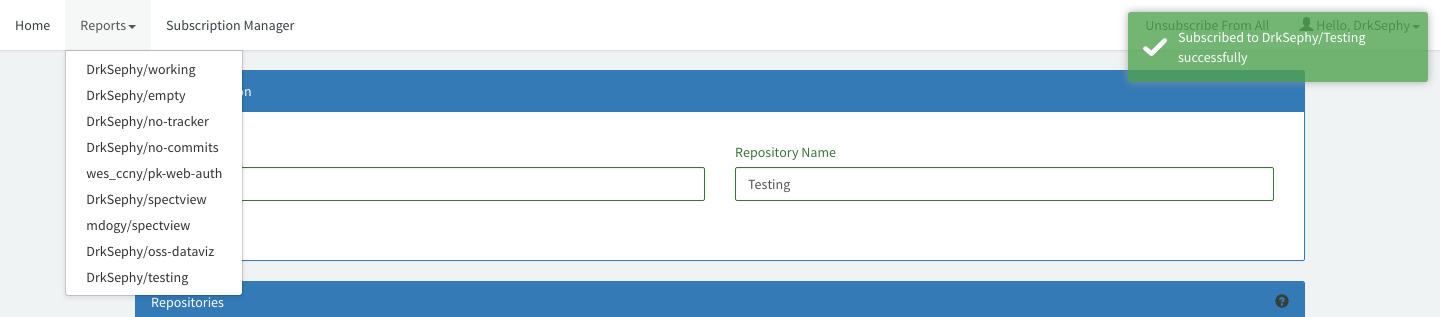 Home
Reports
Subscription Manager
Unsubscribe From All
Hello, DrkSephy
Subscribed to DrkSephy/Testing
successfully
DrkSephy/working
DrkSephy/empty
DrkSephy/no-tracker
DrkSephy/no-commits
wes_ccny/pk-web-auth
DrkSephy/spectview
mdogy/spectview
DrkSephy/oss-dataviz
DrkSephy/testing
on
Repository Name
Testing
Repositories